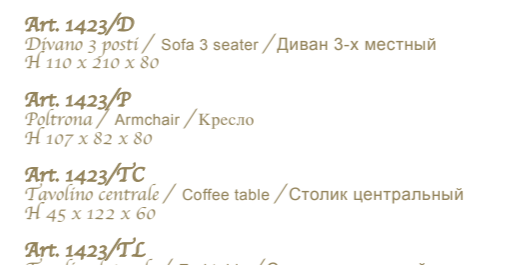 Art. 1423/D
Divano 3 posti / Sofa 3 seater / Диван 3-х местный
H 110 x 210 x 80
Art. 1423/P
Poltrona / Armchair / Кресло
H 107 x 82 x 80
Art. 1423/TC
Tavolino centrale / Coffee table / Столик центральный
H 45 x 122 x 60
Art. 1423/TL